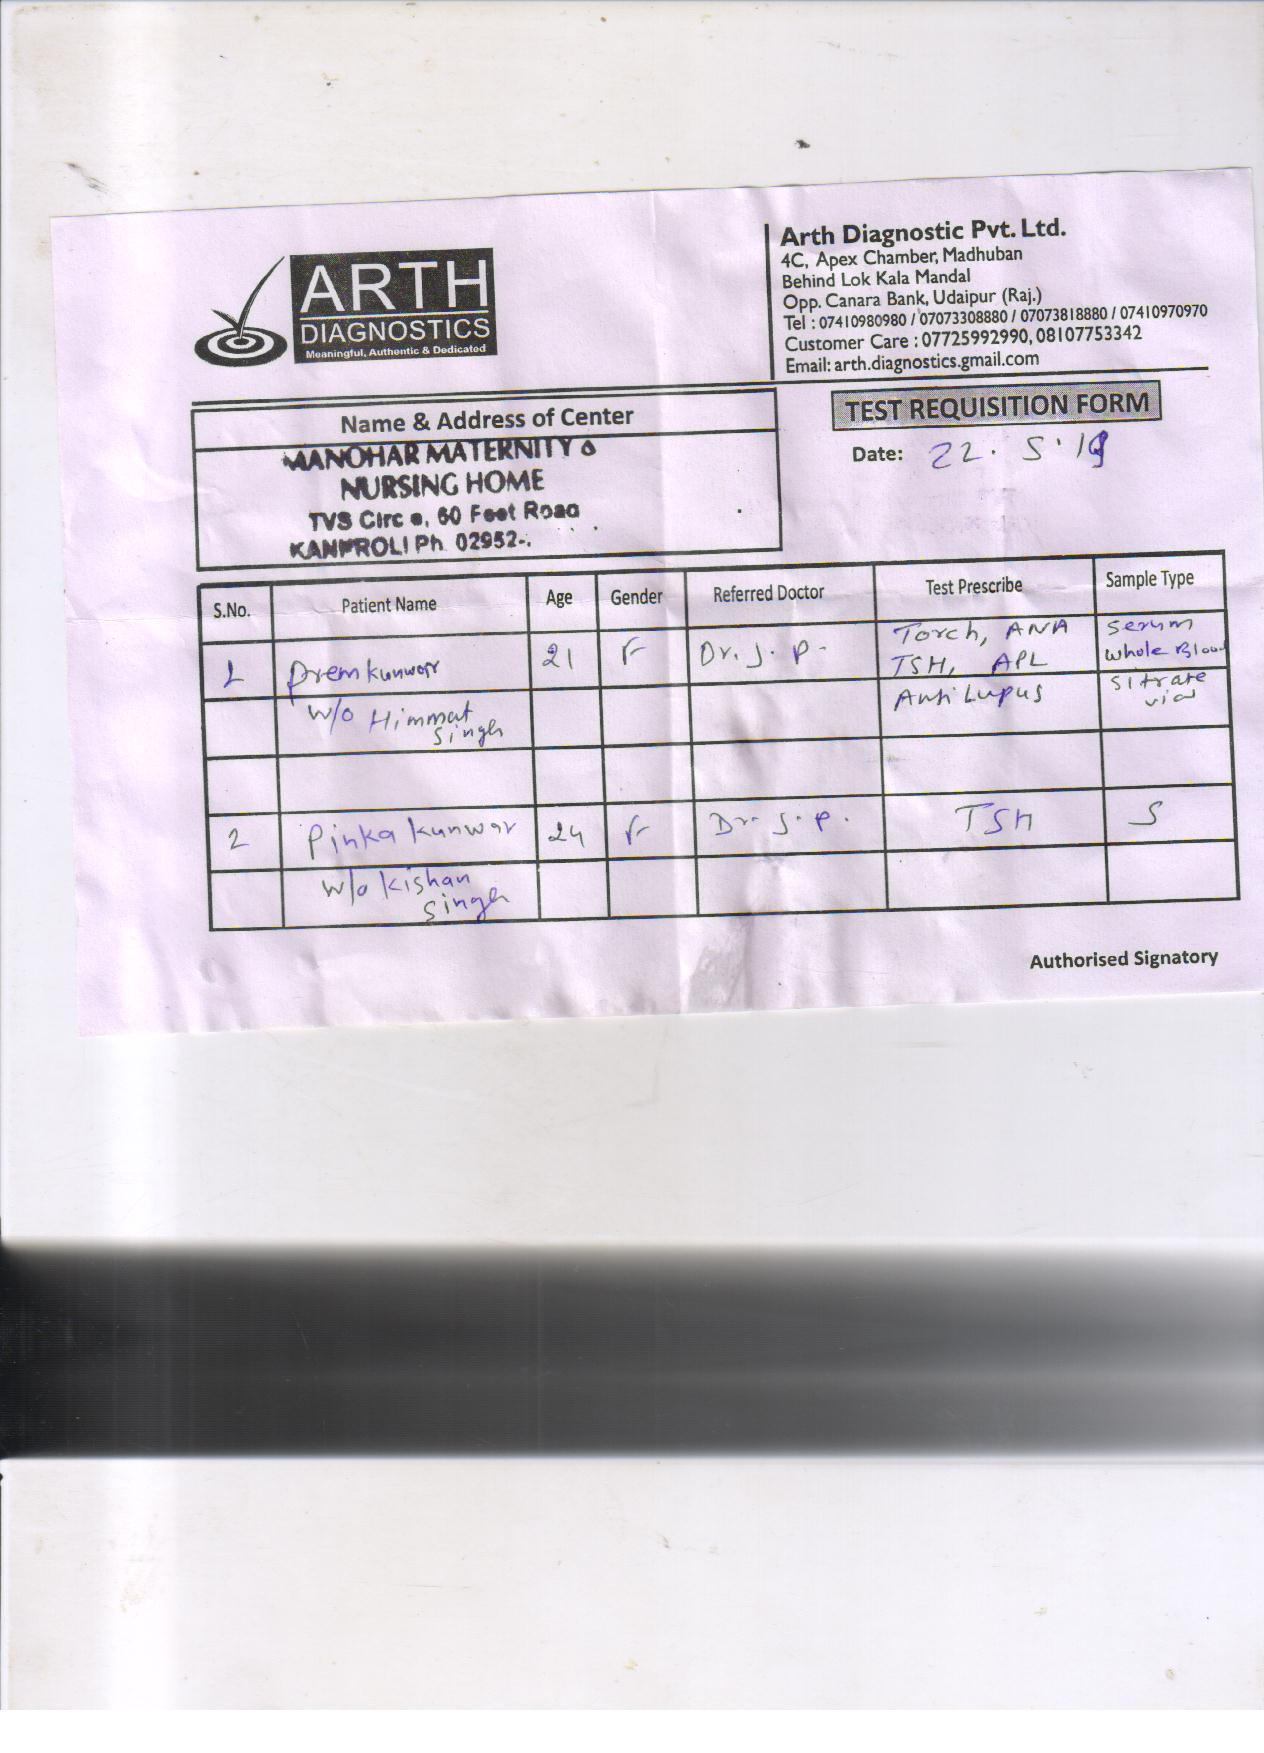 ARTH
DIAGNOSTICS
Meaningful, Authentic & Dedicated
Arth Diagnostic Pvt. Ltd.
4C, Apex Chamber, Madhuban
Behind Lok Kala Mandal
Opp. Canara Bank, Udaipur (Raj.)
Tel : 07410980980 / 07073308880 / 07073818880 / 07410970970
Customer Care : 07725992990, 08107753342
Email: arth.diagnostics.gmail.com
Name & Address of Center
MANOHAR MATERNITY &
NURSING HOME
TVS Circ e, 60 Feet Road
Ph. 02952-.
TEST REQUISITION FORM
Date: 22. 5
S.No. Patient Name Age Gender Referred Doctor Test Prescribe Sample Type
1 Prem kunwar 21 F Dr. J. P. Torch, ANA Serum
TSH, APL Whole Blood
w/o Himmat Anti Lupus Sitrate
Singh vial
2 Pinka kunwar 24 F Dr. J. P. TSH S
w/o Kishan
Singh
Authorised Signatory